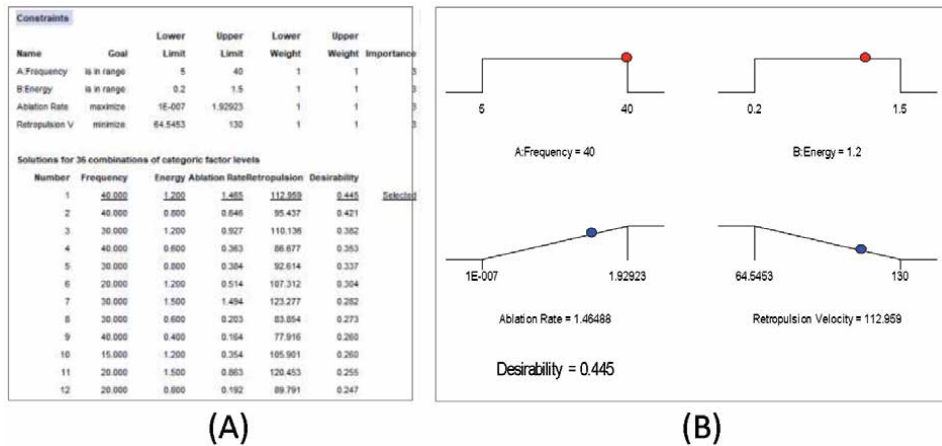 Constraints
Lower Upper Lower Upper
Name Goal Limit Limit Weight Weight Importance
A:Frequency is in range 5 40 1 1 3
B:Energy is in range 0.2 1.5 1 1 3
Ablation Rate maximize 1E-007 1.92923 1 1 3
Retropulsion V minimize 64.5453 130 1 1 3
Solutions for 36 combinations of categoric factor levels
Number Frequency Energy Ablation RateRetropulsion Desirability
1 40.000 1.200 1.465 112.959 0.445 Selected
2 40.000 0.800 0.646 95.437 0.421
3 30.000 1.200 0.927 110.136 0.382
4 40.000 0.600 0.363 86.677 0.353
5 30.000 0.800 0.384 92.614 0.337
6 20.000 1.200 0.514 107.312 0.304
7 30.000 1.500 1.494 123.277 0.282
8 30.000 0.600 0.203 83.854 0.273
9 40.000 0.400 0.164 77.916 0.260
10 15.000 1.200 0.354 105.901 0.260
11 20.000 1.500 0.863 120.453 0.255
12 20.000 0.800 0.192 89.791 0.247
(A)
5 40
A:Frequency = 40
0.2 1.5
B:Energy = 1.2
1E-007 1.92923
Ablation Rate = 1.46488
64.5453 130
Retropulsion Velocity = 112.959
Desirability = 0.445
(B)